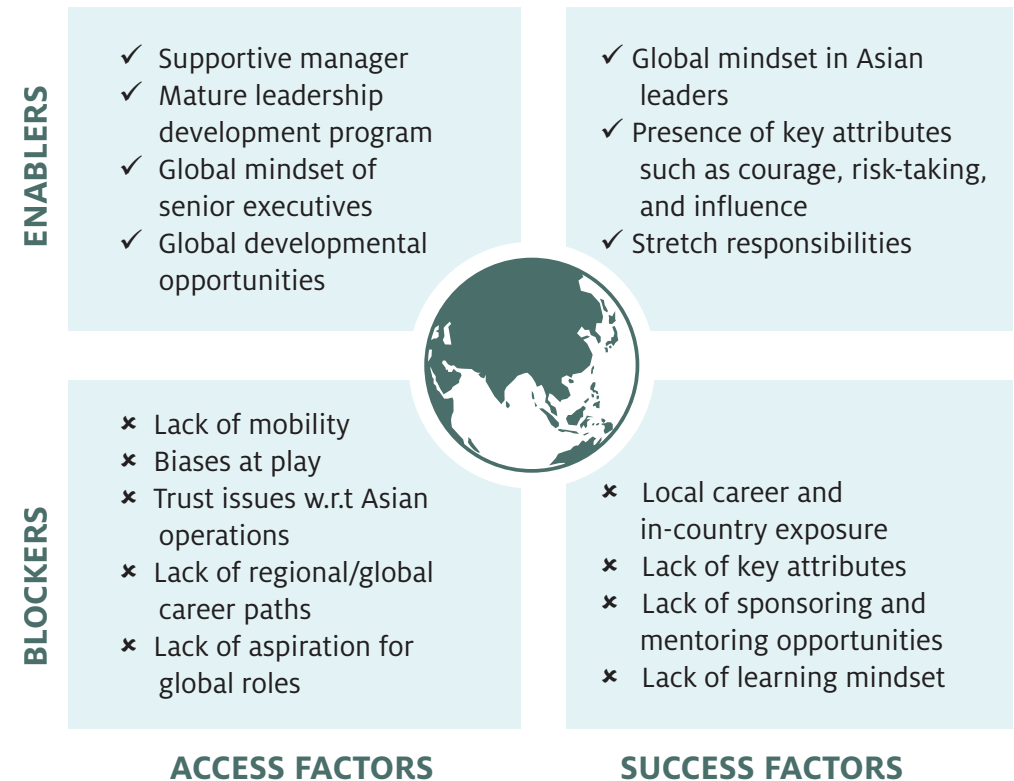 ENABLERS
✓ Supportive manager
✓ Mature leadership
development program
✓ Global mindset of
senior executives
✓ Global developmental
opportunities
✓ Global mindset in Asian
leaders
✓ Presence of key attributes
such as courage, risk-taking,
and influence
✓ Stretch responsibilities
BLOCKERS
✗ Lack of mobility
✗ Biases at play
✗ Trust issues w.r.t Asian
operations
✗ Lack of regional/global
career paths
✗ Lack of aspiration for
global roles
✗ Local career and
in-country exposure
✗ Lack of key attributes
✗ Lack of sponsoring and
mentoring opportunities
✗ Lack of learning mindset
ACCESS FACTORS
SUCCESS FACTORS